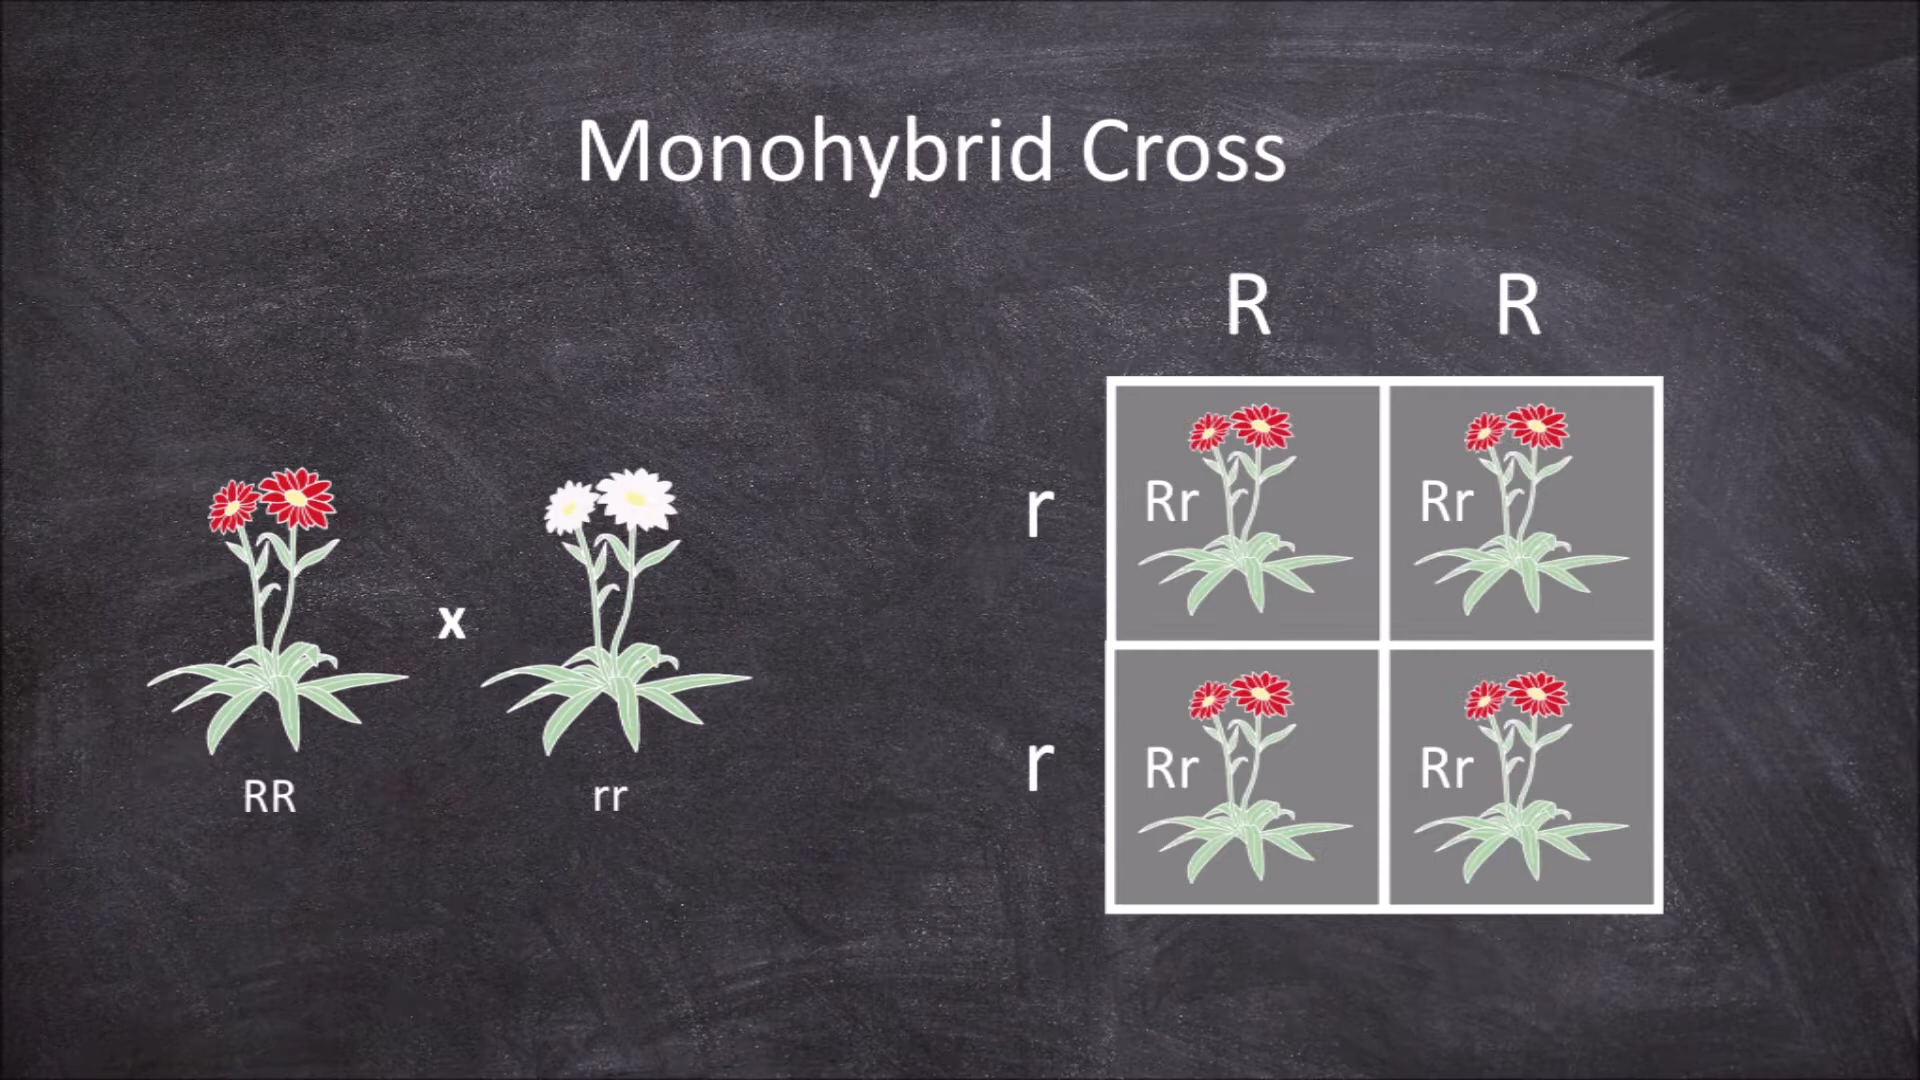 Monohybrid Cross
R R
r
Rr Rr
x
RR rr
r
Rr Rr